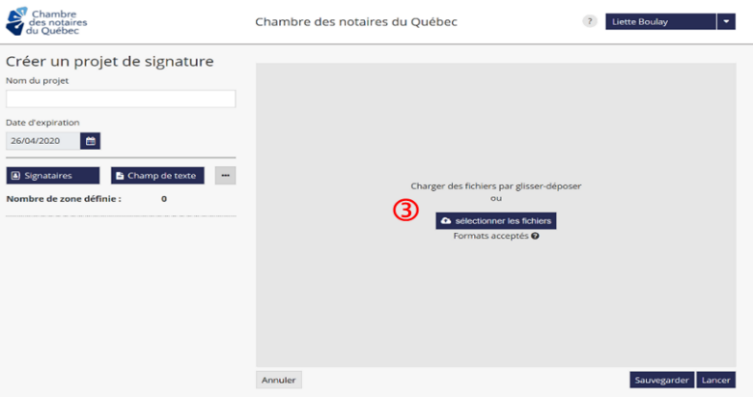 Chambre
des notaires
du Québec
Chambre des notaires du Québec
?
Liette Boulay
Créer un projet de signature
Nom du projet
Date d'expiration
26/04/2020
Signataires
Champ de texte
...
Nombre de zone définie :
0
Charger des fichiers par glisser-déposer
ou
③
sélectionner les fichiers
Formats acceptés ?
Annuler
Sauvegarder
Lancer